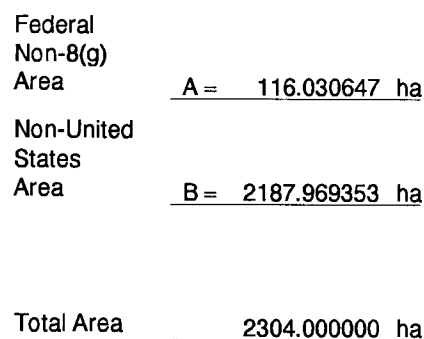 Federal
Non-8(g)
Area A = 116.030647 ha
Non-United
States
Area B = 2187.969353 ha
Total Area 2304.000000 ha